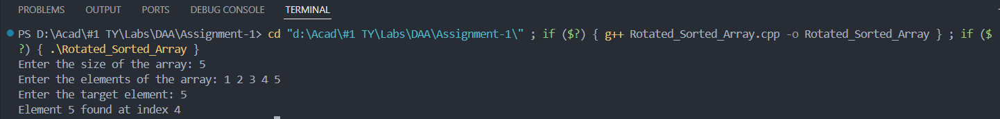 PROBLEMS OUTPUT PORTS DEBUG CONSOLE TERMINAL
PS D:\Acad\#1 TY\Labs\DAA\Assignment-1> cd "d:\Acad\#1 TY\Labs\DAA\Assignment-1\" ; if ($?) { g++ Rotated_Sorted_Array.cpp -o Rotated_Sorted_Array } ; if ($
?) { .\Rotated_Sorted_Array }
Enter the size of the array: 5
Enter the elements of the array: 1 2 3 4 5
Enter the target element: 5
Element 5 found at index 4